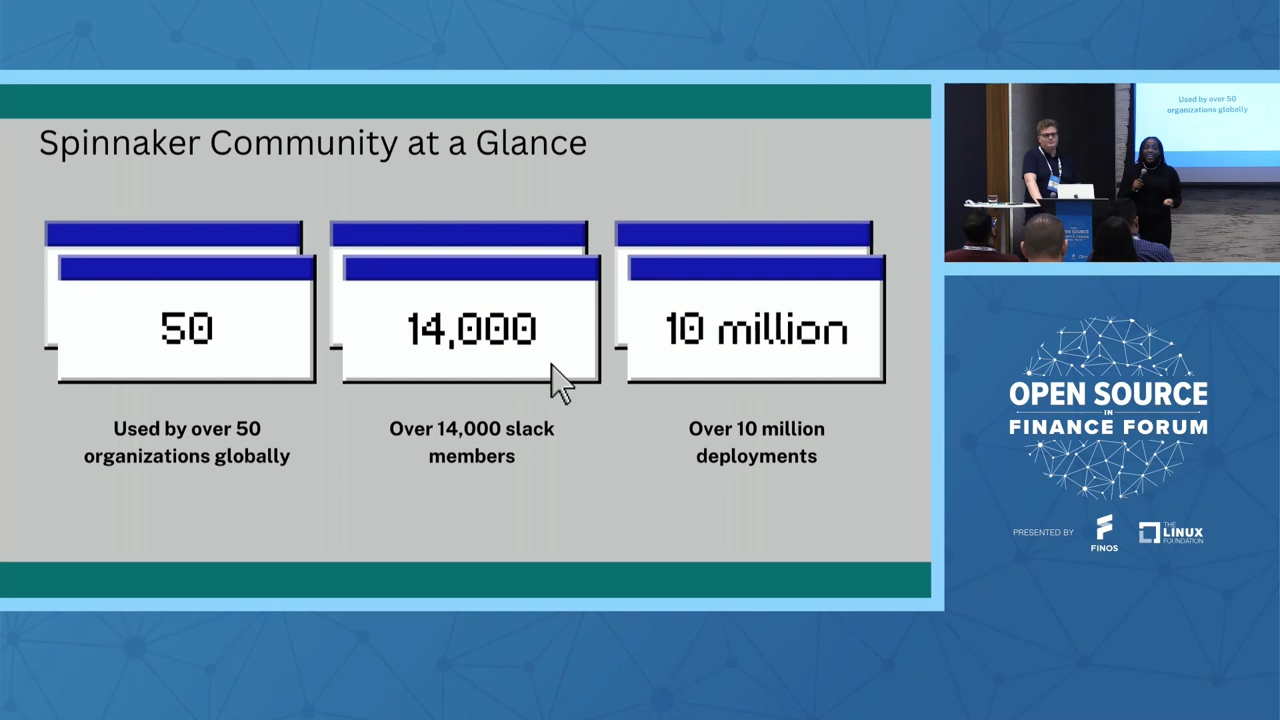 Spinnaker Community at a Glance
50
14,000
10 million
Used by over 50
organizations globally
Over 14,000 slack
members
Over 10 million
deployments
Used by over 50
organizations globally
OPEN SOURCE
IN
FINANCE FORUM
PRESENTED BY
FINOS
THE
LINUX
FOUNDATION